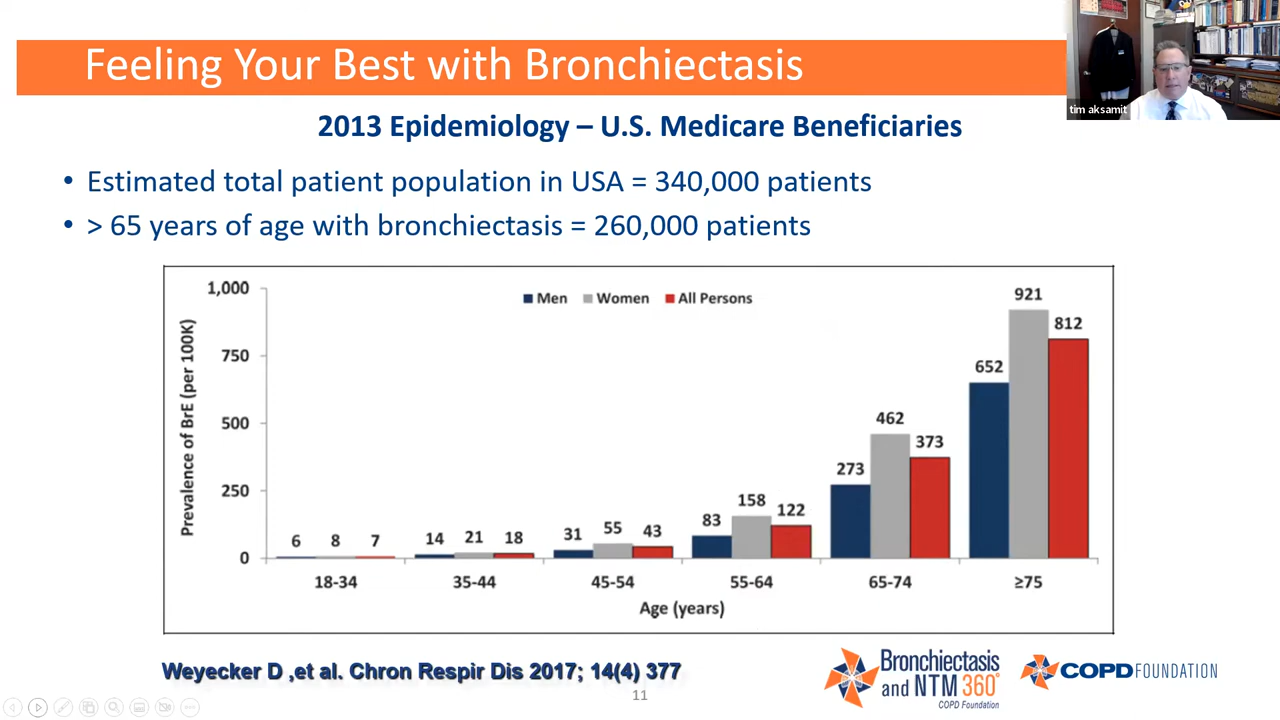 Feeling Your Best with Bronchiectasis
tim aksamit
2013 Epidemiology – U.S. Medicare Beneficiaries
• Estimated total patient population in USA = 340,000 patients
• > 65 years of age with bronchiectasis = 260,000 patients
Prevalence of BrE (per 100K)
1,000
750
500
250
0
Men Women All Persons
6 8 7
14 21 18
31 55 43
83 158 122
273 462 373
652 921 812
18-34 35-44 45-54 55-64 65-74 ≥75
Age (years)
Weyecker D ,et al. Chron Respir Dis 2017; 14(4) 377
11
Bronchiectasis
and NTM 360°
COPD Foundation
COPD FOUNDATION